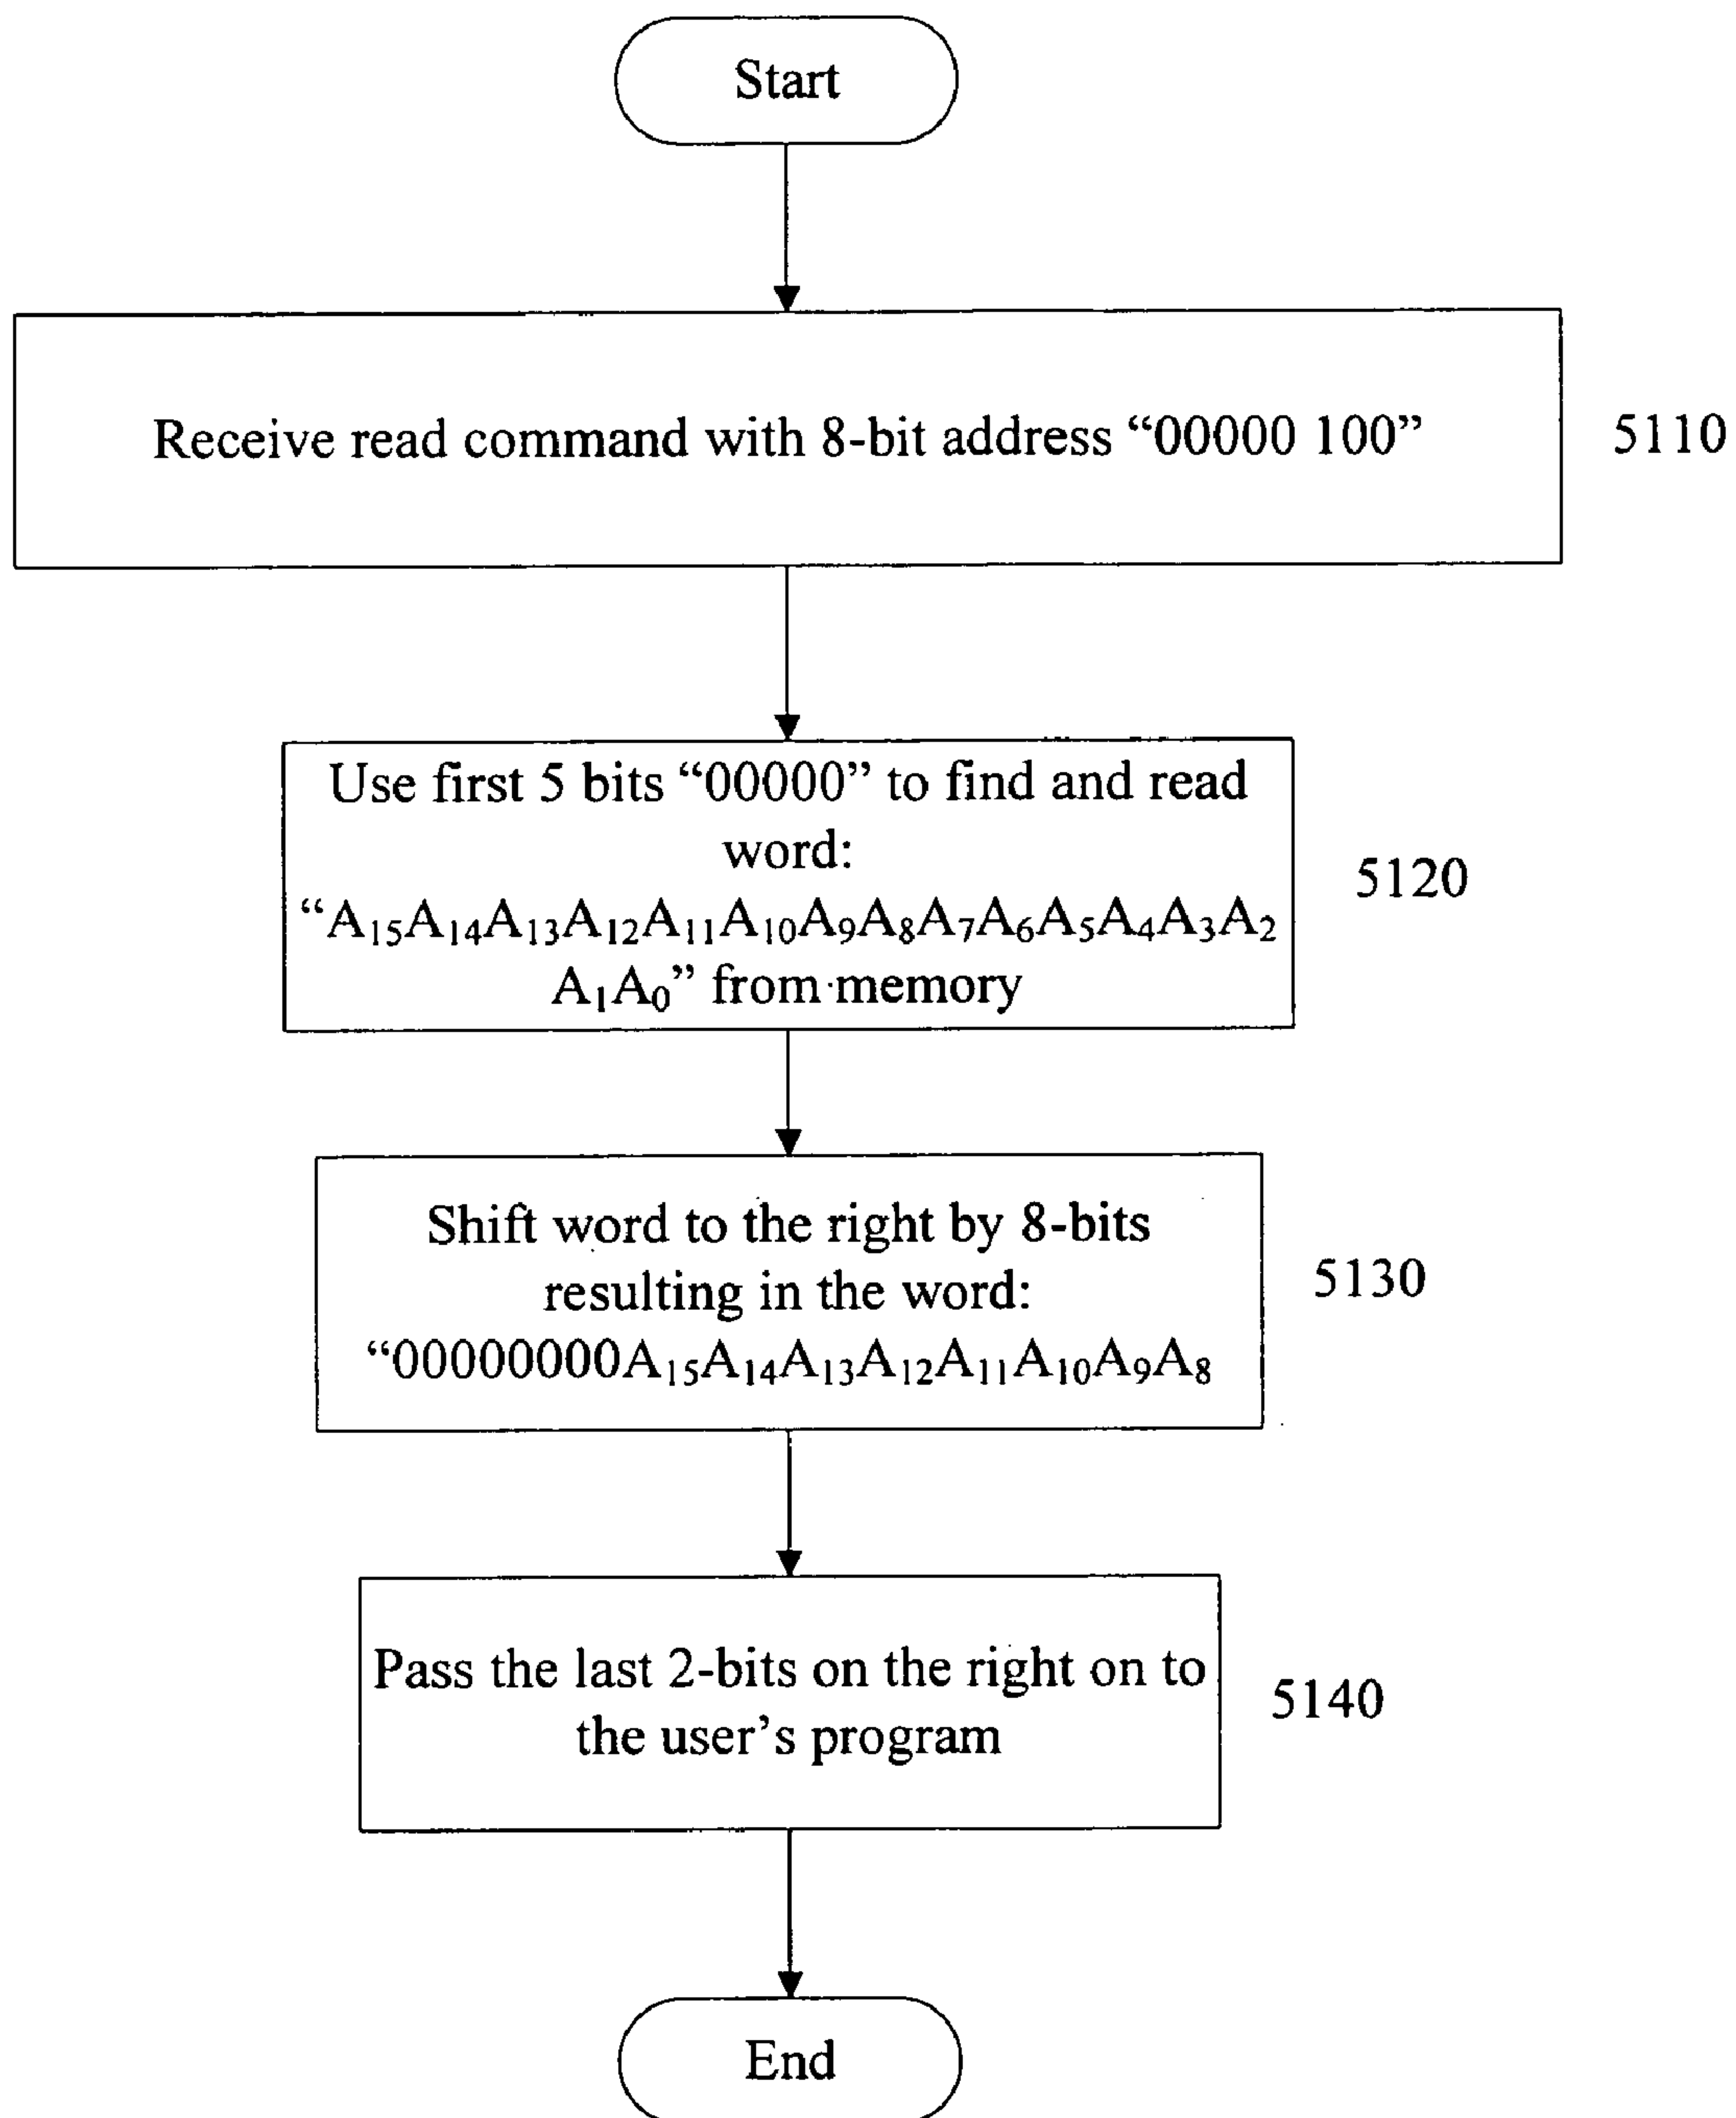 Start
Receive read command with 8-bit address “00000 100”
5110
Use first 5 bits “00000” to find and read
word:
“A₁₅A₁₄A₁₃A₁₂A₁₁A₁₀A₉A₈A₇A₆A₅A₄A₃A₂
A₁A₀” from memory
5120
Shift word to the right by 8-bits
resulting in the word:
“00000000A₁₅A₁₄A₁₃A₁₂A₁₁A₁₀A₉A₈
5130
Pass the last 2-bits on the right on to
the user’s program
5140
End